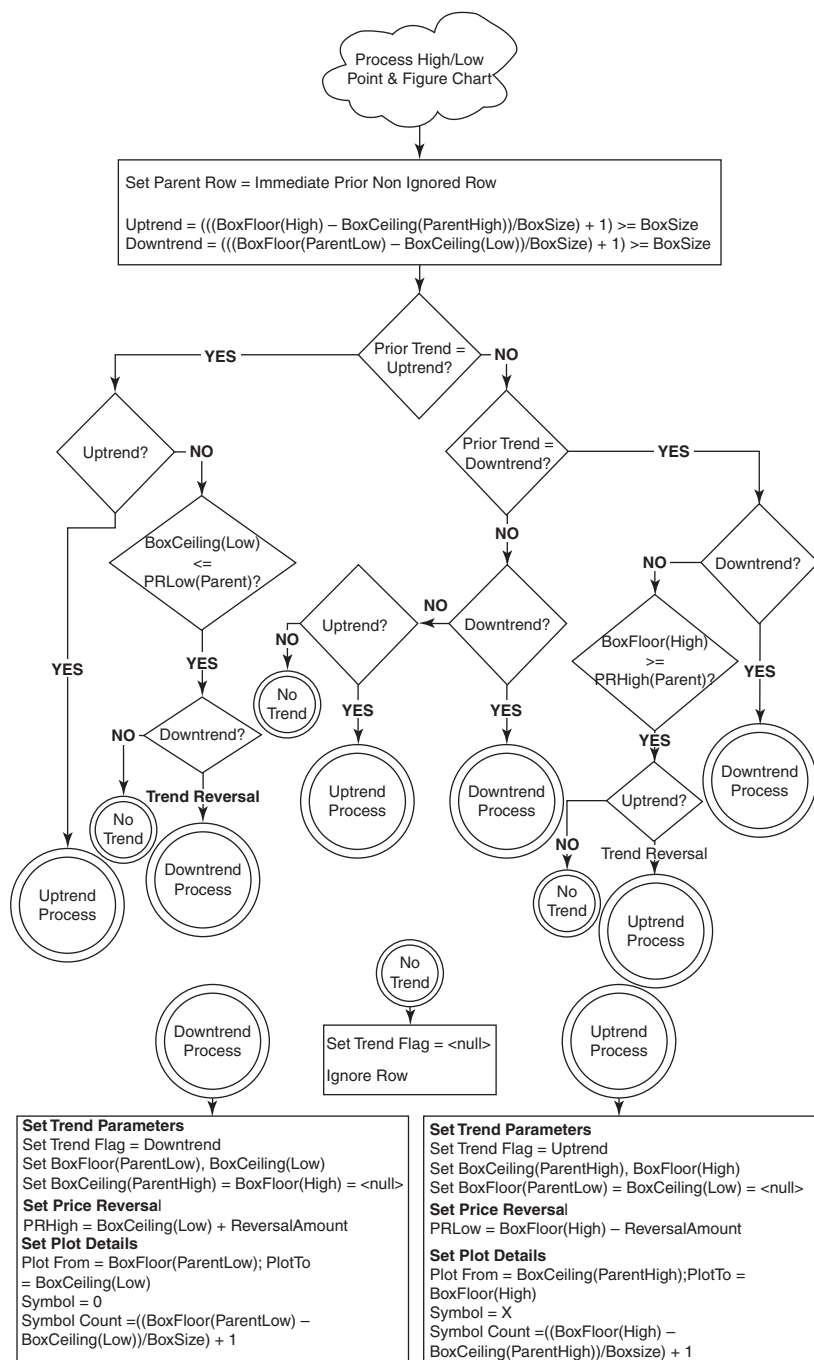 Process High/Low
Point & Figure Chart
Set Parent Row = Immediate Prior Non Ignored Row
Uptrend = (((BoxFloor(High) – BoxCeiling(ParentHigh))/BoxSize) + 1) >= BoxSize
Downtrend = (((BoxFloor(ParentLow) – BoxCeiling(Low))/BoxSize) + 1) >= BoxSize
Prior Trend =
Uptrend?
YES
NO
Uptrend?
NO
YES
BoxCeiling(Low)
<=
PRLow(Parent)?
YES
Downtrend?
NO
Trend Reversal
No
Trend
Downtrend
Process
Uptrend
Process
Prior Trend =
Downtrend?
YES
NO
Downtrend?
NO
YES
Uptrend?
NO
YES
No
Trend
Uptrend
Process
Downtrend
Process
Downtrend?
NO
YES
BoxFloor(High)
>=
PRHigh(Parent)?
YES
Downtrend
Process
Uptrend?
NO
Trend Reversal
No
Trend
Uptrend
Process
Downtrend
Process
No
Trend
Uptrend
Process
Set Trend Flag = <null>
Ignore Row
Set Trend Parameters
Set Trend Flag = Downtrend
Set BoxFloor(ParentLow), BoxCeiling(Low)
Set BoxCeiling(ParentHigh) = BoxFloor(High) = <null>
Set Price Reversal
PRHigh = BoxCeiling(Low) + ReversalAmount
Set Plot Details
Plot From = BoxFloor(ParentLow); PlotTo
= BoxCeiling(Low)
Symbol = 0
Symbol Count =((BoxFloor(ParentLow) –
BoxCeiling(Low))/BoxSize) + 1
Set Trend Parameters
Set Trend Flag = Uptrend
Set BoxCeiling(ParentHigh), BoxFloor(High)
Set BoxFloor(ParentLow) = BoxCeiling(Low) = <null>
Set Price Reversal
PRLow = BoxFloor(High) – ReversalAmount
Set Plot Details
Plot From = BoxCeiling(ParentHigh);PlotTo =
BoxFloor(High)
Symbol = X
Symbol Count =((BoxFloor(High) –
BoxCeiling(ParentHigh))/Boxsize) + 1